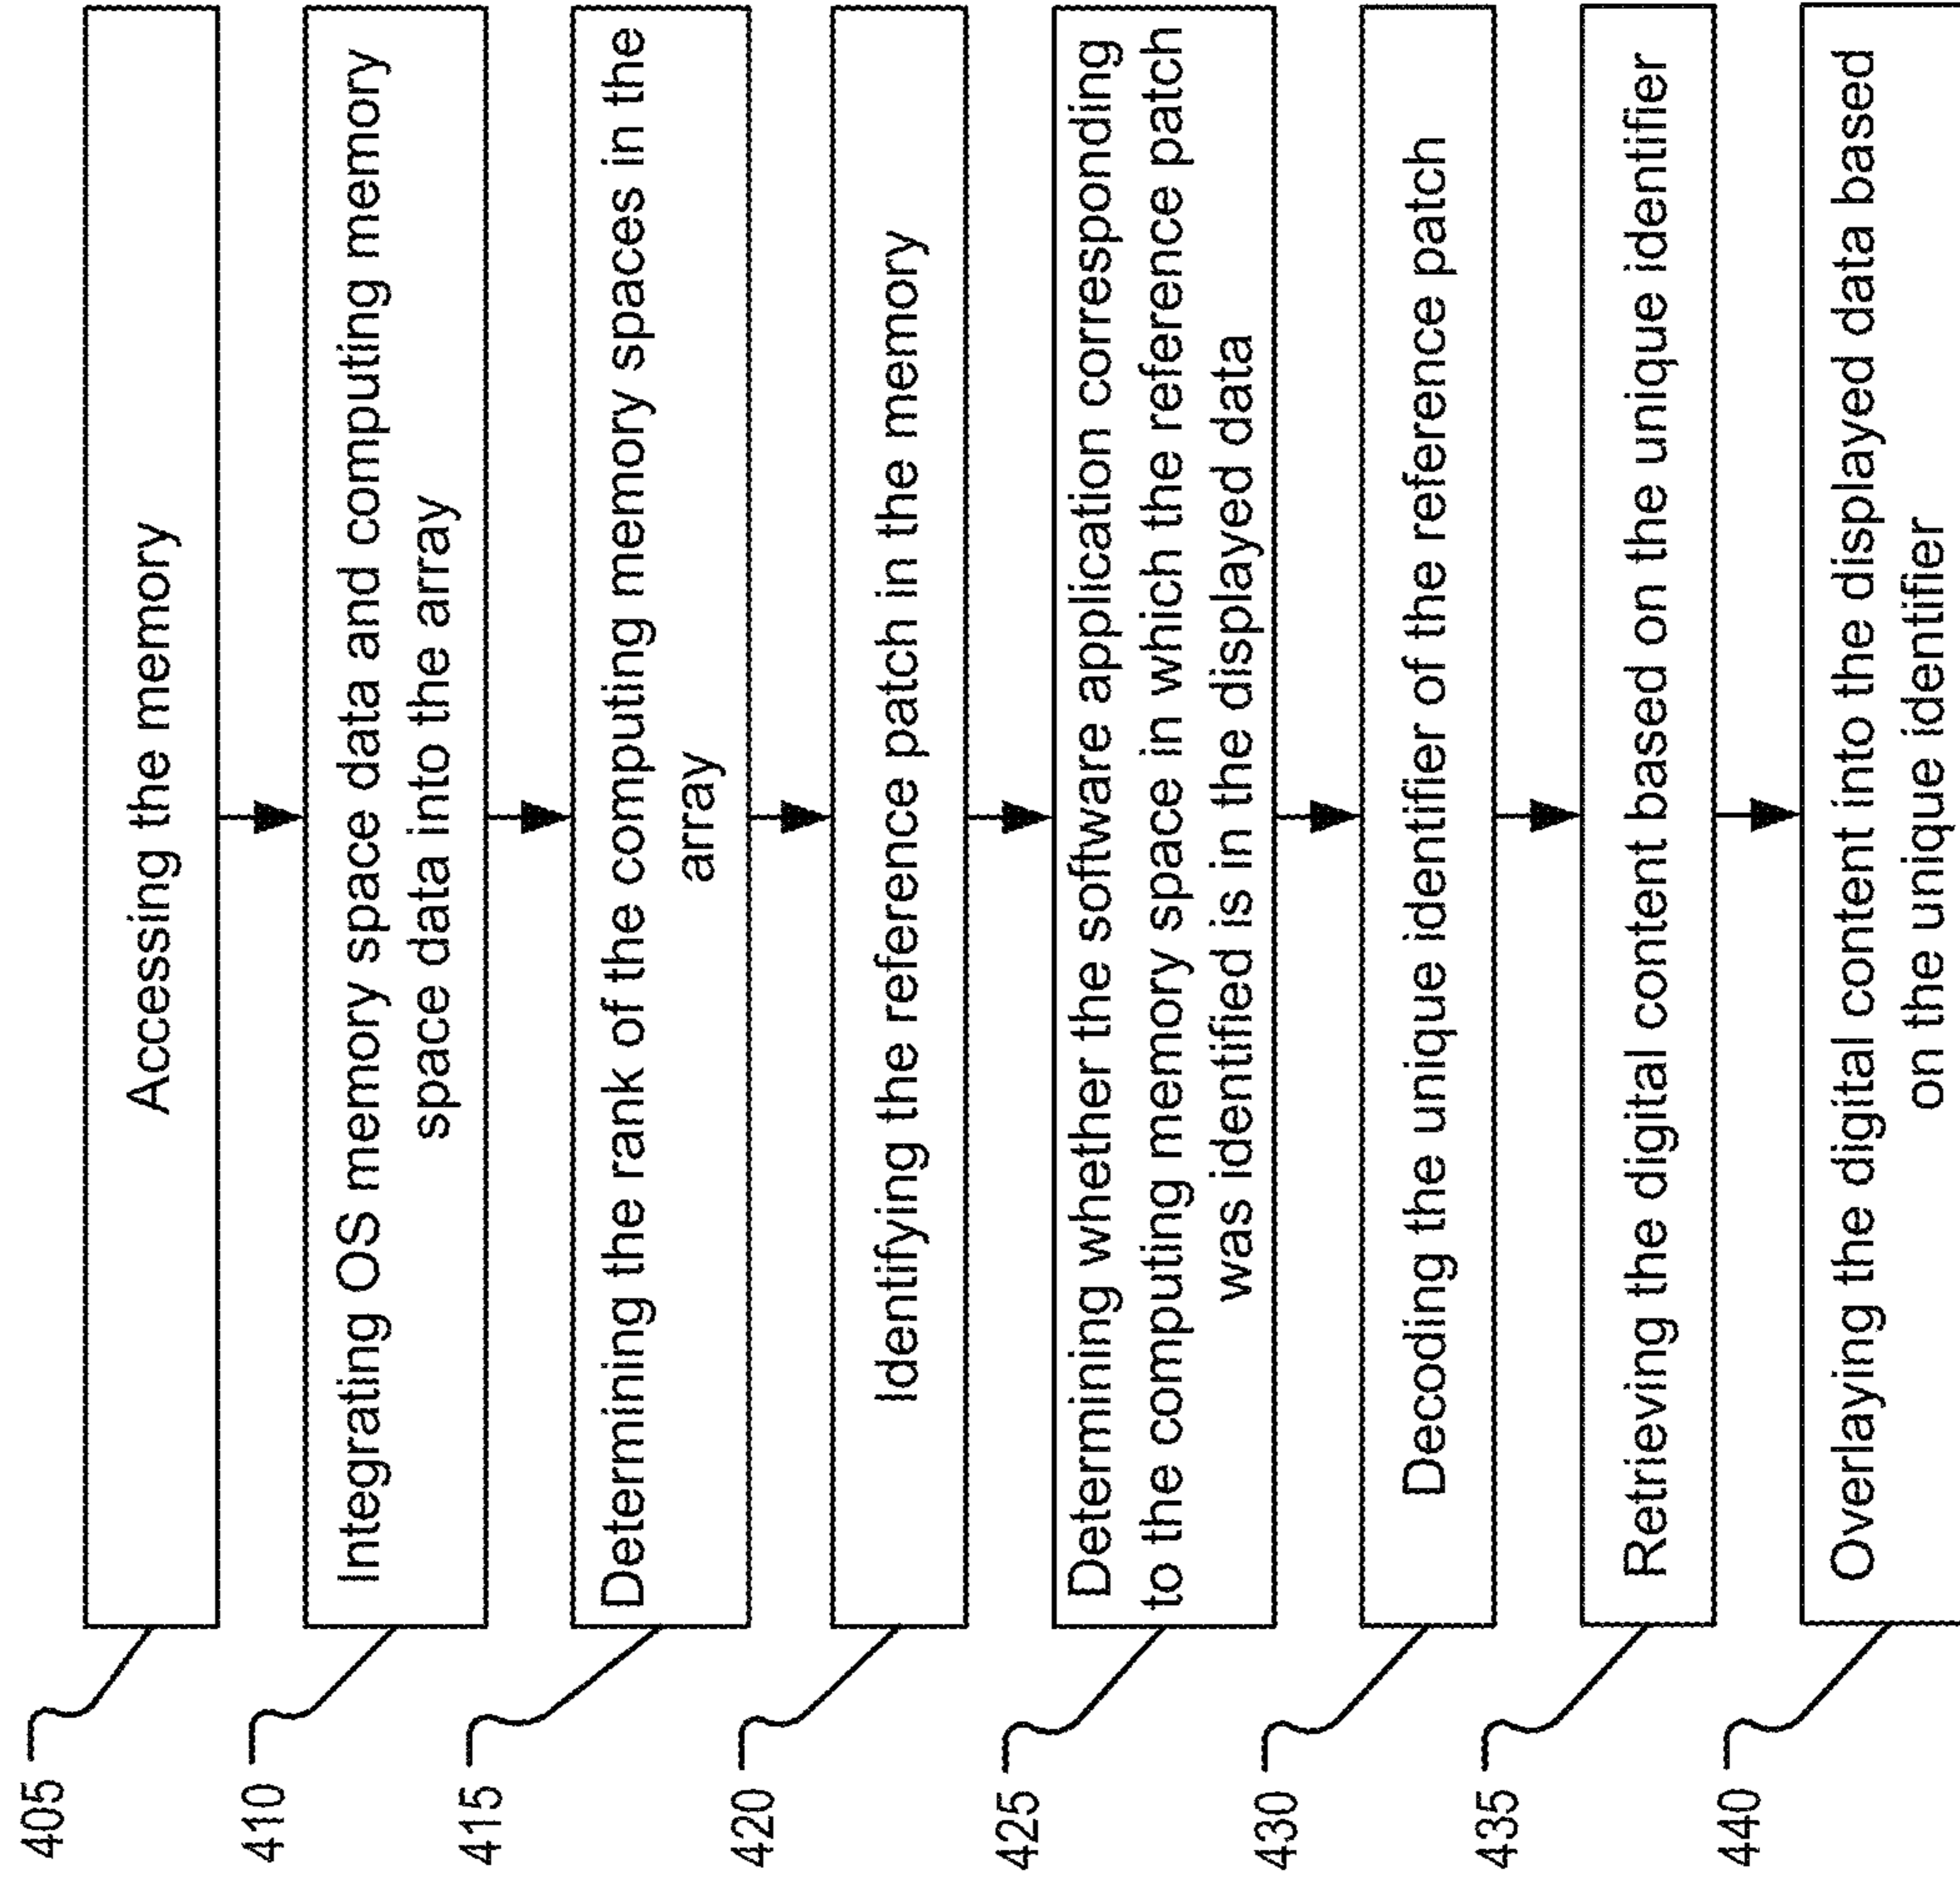 405
Accessing the memory
410
Integrating OS memory space data and computing memory
space data into the array
415
Determining the rank of the computing memory spaces in the
array
420
Identifying the reference patch in the memory
425
Determining whether the software application corresponding
to the computing memory space in which the reference patch
was identified is in the displayed data
430
Decoding the unique identifier of the reference patch
435
Retrieving the digital content based on the unique identifier
440
Overlaying the digital content into the displayed data based
on the unique identifier